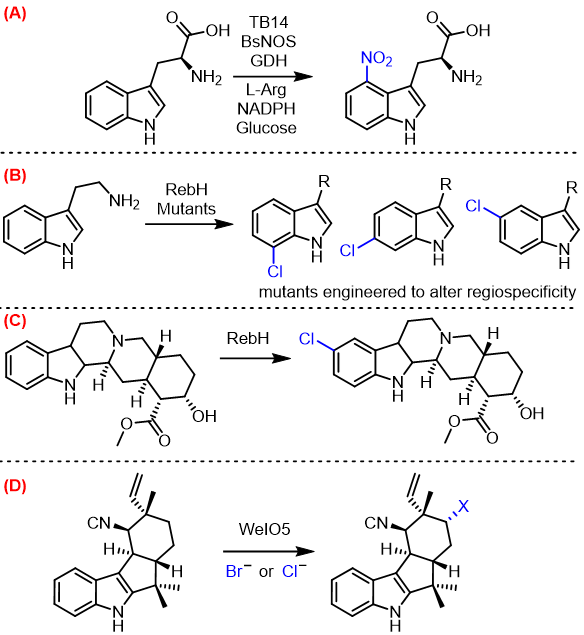 (A)
TB14
BsNOS
GDH
L-Arg
NADPH
Glucose
O
OH
NH2
N
H
NO2
O
OH
NH2
N
H
(B)
NH2
N
H
RebH
Mutants
R
N
H
Cl
R
Cl
N
H
Cl
R
N
H
mutants engineered to alter regiospecificity
(C)
N
H
N
H
H
H
O
O
OH
RebH
Cl
N
H
N
H
H
H
O
O
OH
(D)
CN
H
H
N
H
WelO5
Br– or Cl–
X
CN
H
H
N
H